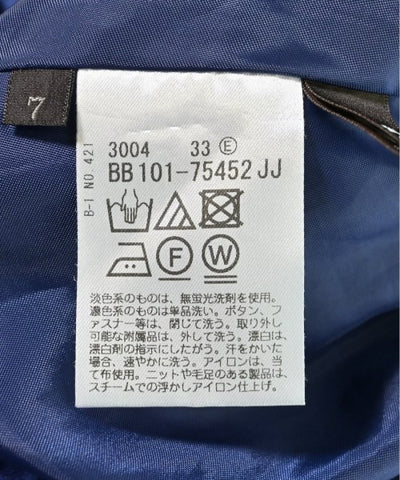 7
B-I NO 421
3004 33 Ⓔ
BB101-75452 JJ
F W
淡色系のものは、無蛍光洗剤を使用。
濃色系のものは単品洗い。ボタン、フ
ァスナー等は、閉じて洗う。取り外し
可能な附属品は、外して洗う。漂白は、
漂白剤の指示にしたがう。汗をかいた
場合、速やかに洗う。アイロンは、当
て布使用。ニットや毛足のある製品は、
スチームでの浮かしアイロン仕上げ。